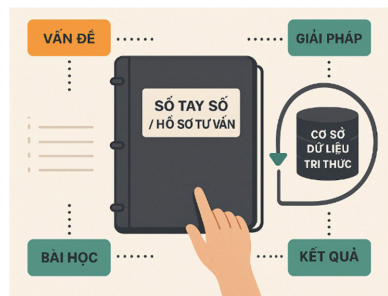 VẤN ĐỀ
GIẢI PHÁP
SỔ TAY SỐ
/ HỒ SƠ TƯ VẤN
CƠ SỞ
DỮ LIỆU
TRI THỨC
BÀI HỌC
KẾT QUẢ